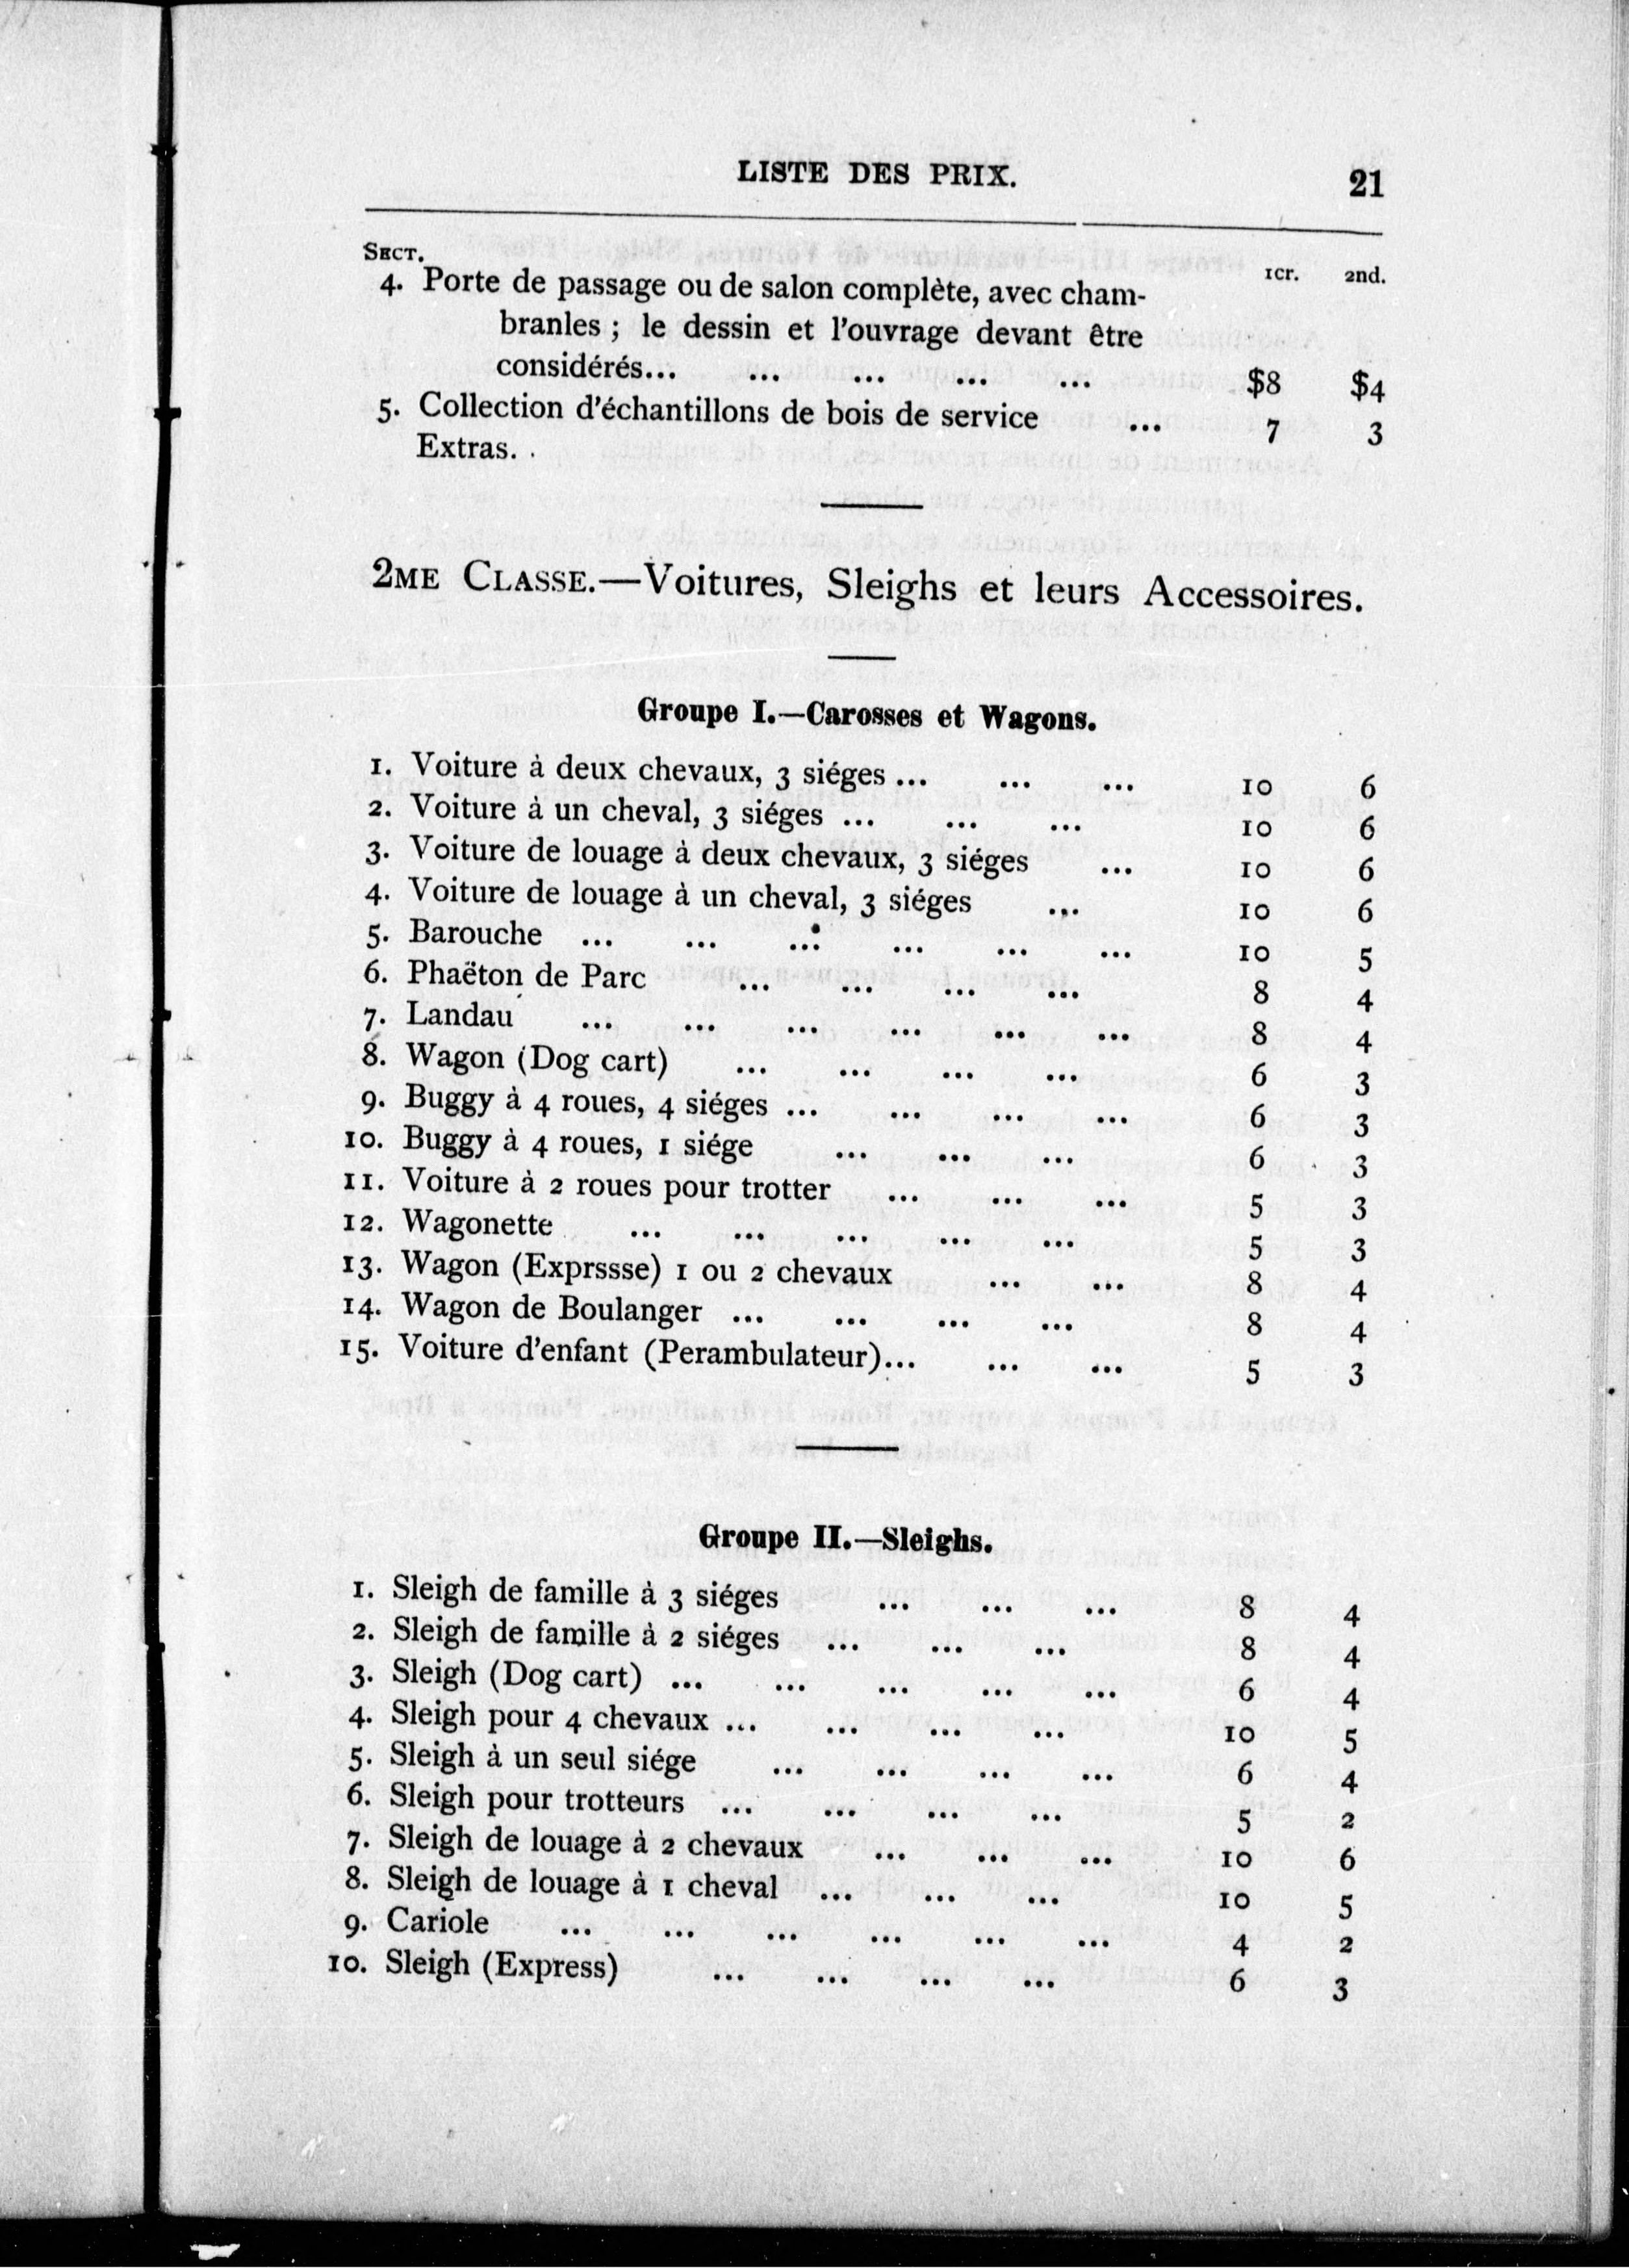 LISTE DES PRIX. 21
SECT. 1cr. 2nd.
4. Porte de passage ou de salon complète, avec cham-
branles ; le dessin et l'ouvrage devant être
considérés... ... ... ... ... $8 $4
5. Collection d'échantillons de bois de service ... 7 3
Extras. .
2ME CLASSE.—Voitures, Sleighs et leurs Accessoires.
Groupe I.—Carosses et Wagons.
1. Voiture à deux chevaux, 3 siéges ... ... ... 10 6
2. Voiture à un cheval, 3 siéges ... ... ... 10 6
3. Voiture de louage à deux chevaux, 3 siéges ... 10 6
4. Voiture de louage à un cheval, 3 siéges ... 10 6
5. Barouche ... ... ... ... ... ... 10 5
6. Phaëton de Parc ... ... ... ... 8 4
7. Landau ... ... ... ... ... ... 8 4
8. Wagon (Dog cart) ... ... ... ... 6 3
9. Buggy à 4 roues, 4 siéges ... ... ... ... 6 3
10. Buggy à 4 roues, 1 siége ... ... ... 6 3
11. Voiture à 2 roues pour trotter ... ... ... 5 3
12. Wagonette ... ... ... ... ... 5 3
13. Wagon (Exprssse) 1 ou 2 chevaux ... ... 8 4
14. Wagon de Boulanger ... ... ... ... 8 4
15. Voiture d'enfant (Perambulateur)... ... ... 5 3
Groupe II.—Sleighs.
1. Sleigh de famille à 3 siéges ... ... ... 8 4
2. Sleigh de famille à 2 siéges ... ... ... 8 4
3. Sleigh (Dog cart) ... ... ... ... ... 6 4
4. Sleigh pour 4 chevaux ... ... ... ... 10 5
5. Sleigh à un seul siége ... ... ... ... 6 4
6. Sleigh pour trotteurs ... ... ... ... 5 2
7. Sleigh de louage à 2 chevaux ... ... ... 10 6
8. Sleigh de louage à 1 cheval ... ... ... 10 5
9. Cariole ... ... ... ... ... ... 4 2
10. Sleigh (Express) ... ... ... ... 6 3